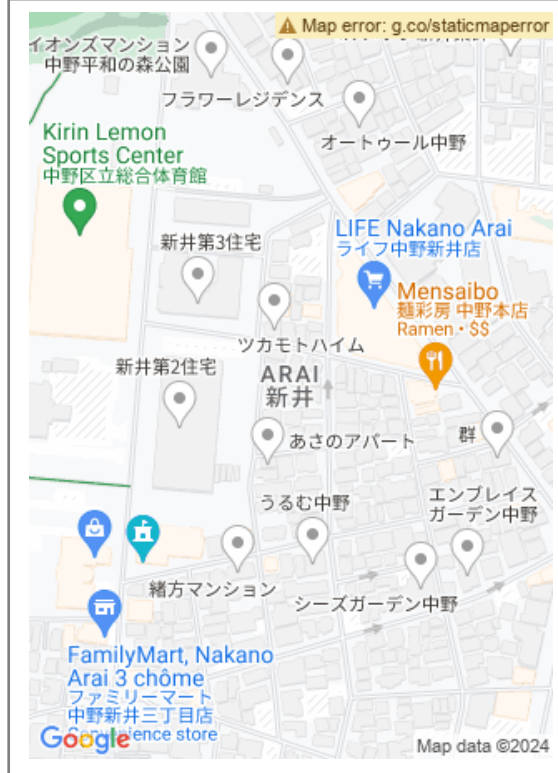 Map error: g.co/staticmaperror
イオンズマンション
中野平和の森公園
フラワーレジデンス
オートゥール中野
Kirin Lemon
Sports Center
中野区立総合体育館
LIFE Nakano Arai
ライフ中野新井店
新井第3住宅
Mensaibo
麺彩房 中野本店
Ramen • $$
ツカモトハイム
新井第2住宅
ARAI
新井
あさのアパート
群
うるむ中野
エンブレイス
ガーデン中野
緒方マンション
シーズガーデン中野
FamilyMart, Nakano
Arai 3 chôme
ファミリーマート
中野新井三丁目店
Convenience store
Google
Map data ©2024